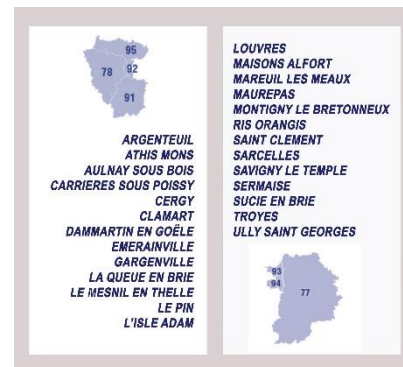 95
78 92
91
ARGENTEUIL
ATHIS MONS
AULNAY SOUS BOIS
CARRIERES SOUS POISSY
CERGY
CLAMART
DAMMARTIN EN GOËLE
EMERAINVILLE
GARGENVILLE
LA QUEUE EN BRIE
LE MESNIL EN THELLE
LE PIN
L'ISLE ADAM
LOUVRES
MAISONS ALFORT
MAREUIL LES MEAUX
MAUREPAS
MONTIGNY LE BRETONNEUX
RIS ORANGIS
SAINT CLEMENT
SARCELLES
SAVIGNY LE TEMPLE
SERMAISE
SUCIE EN BRIE
TROYES
ULLY SAINT GEORGES
93
94
77